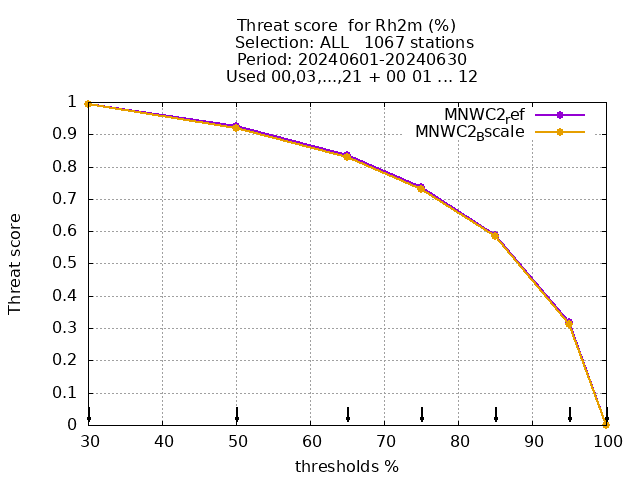 Threat score  for Rh2m (%)
Selection: ALL   1067 stations
Period: 20240601-20240630
Used 00,03,...,21 + 00 01 ... 12
MNWC2ref
MNWC2Bscale
1
0.9
0.8
0.7
0.6
0.5
0.4
0.3
0.2
0.1
0
Threat score
30 40 50 60 70 80 90 100
thresholds %